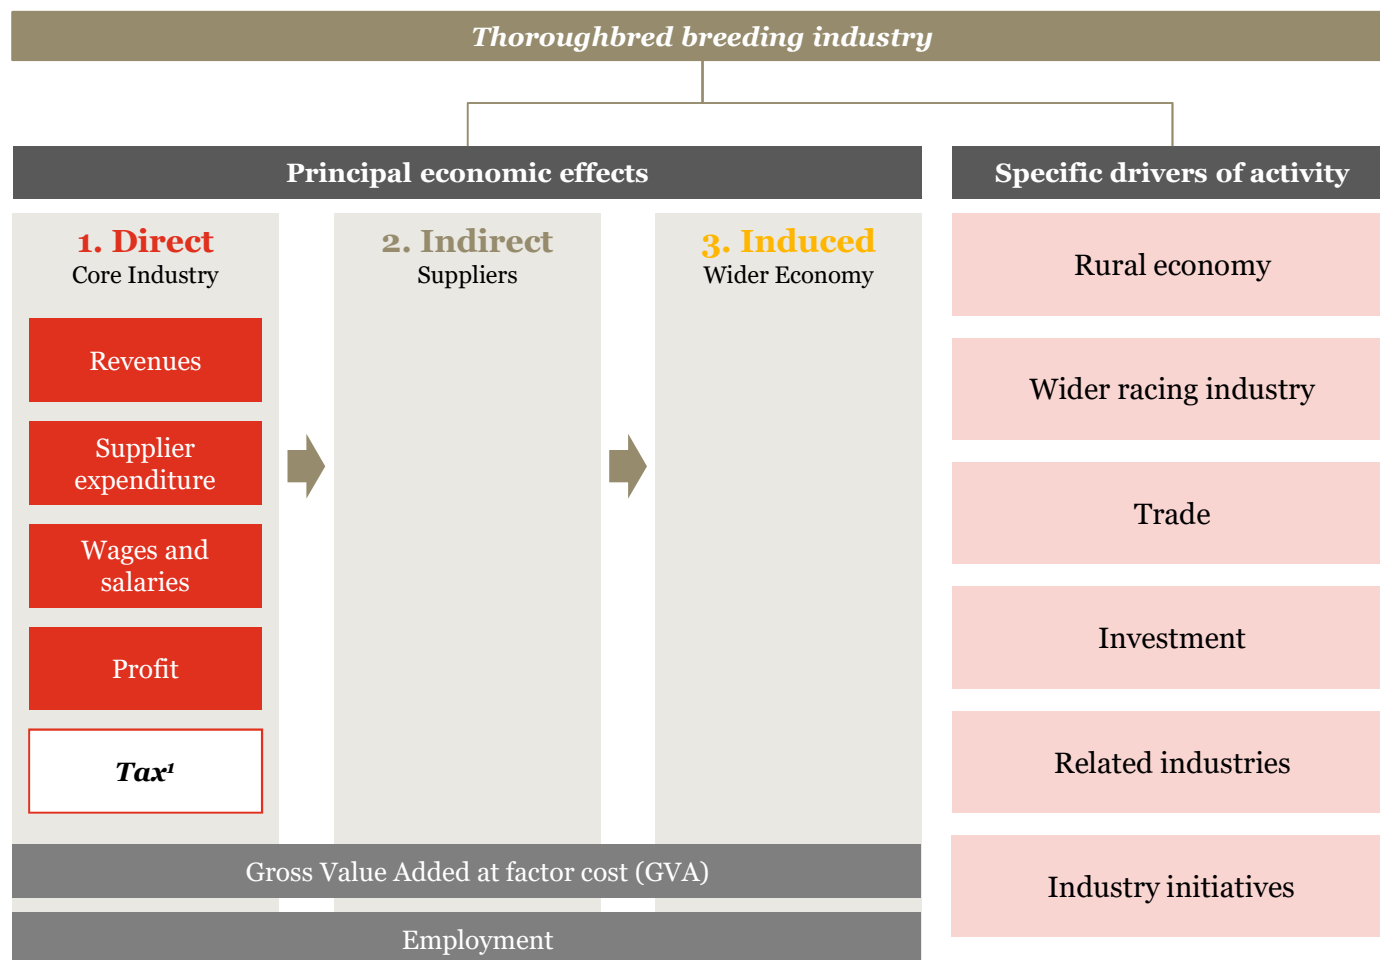 Thoroughbred breeding industry
Principal economic effects
Specific drivers of activity
1. Direct
Core Industry
2. Indirect
Suppliers
3. Induced
Wider Economy
Revenues
Supplier
expenditure
Wages and
salaries
Profit
Tax¹
Gross Value Added at factor cost (GVA)
Employment
Rural economy
Wider racing industry
Trade
Investment
Related industries
Industry initiatives